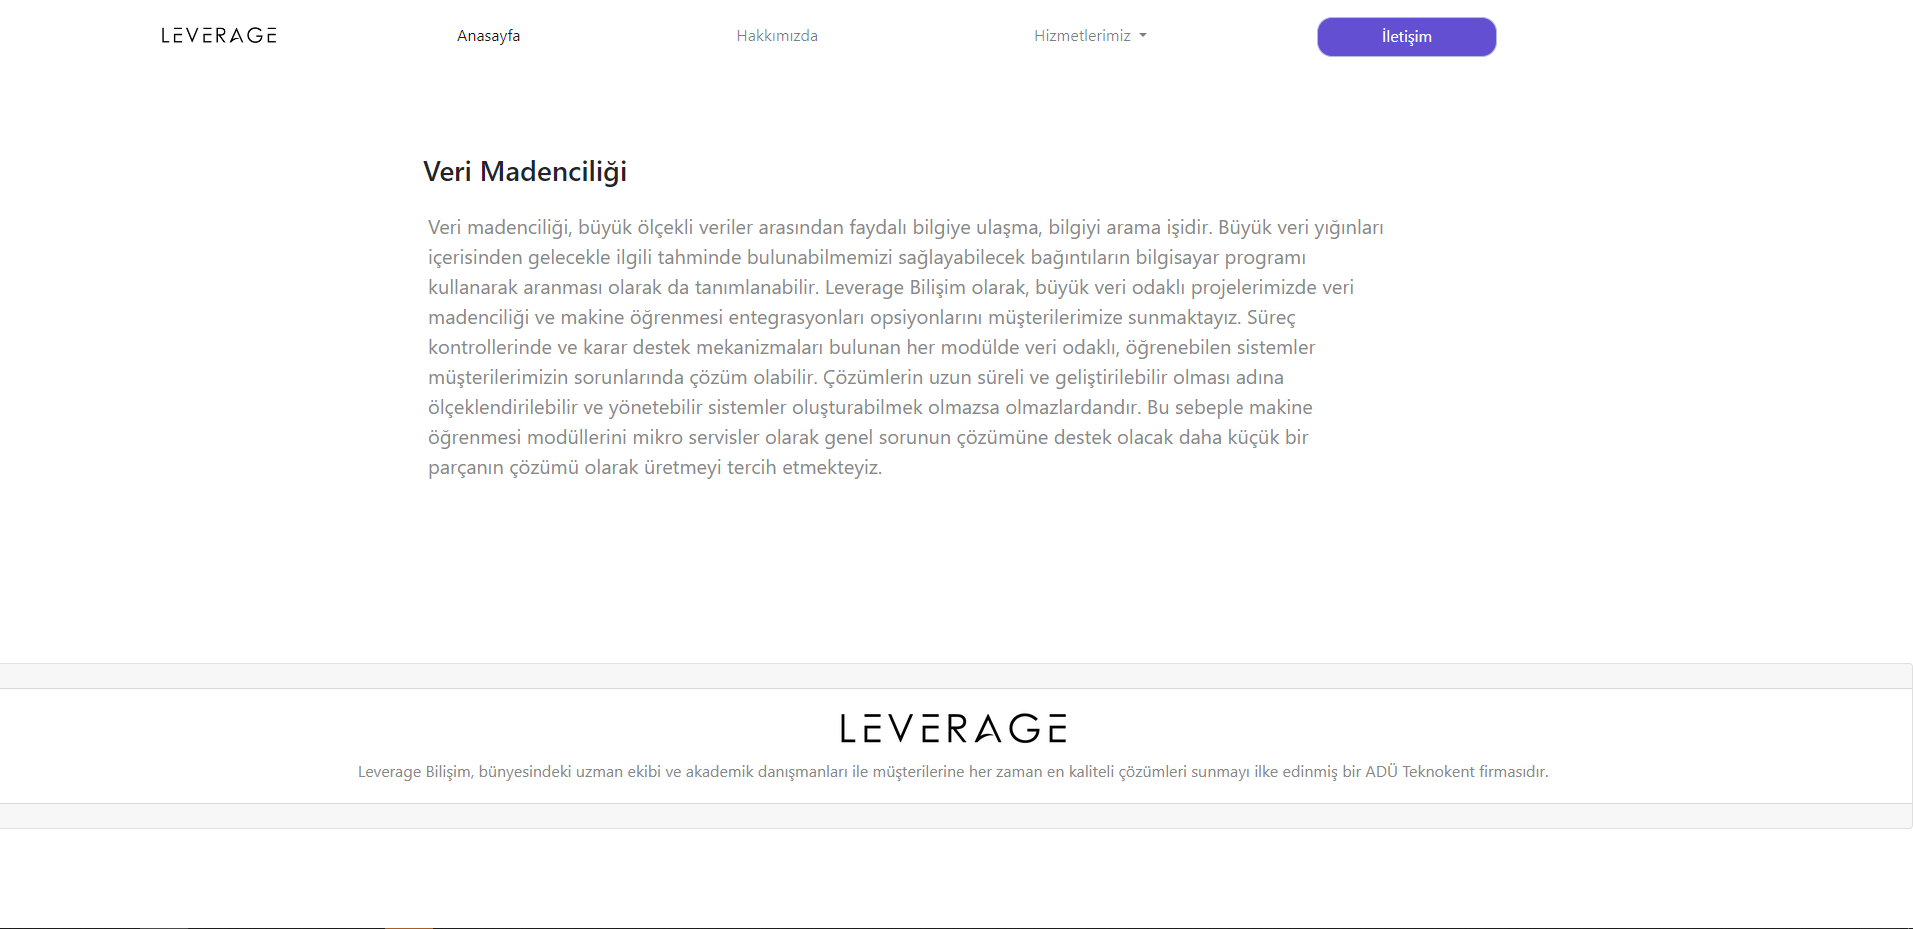 LEVERAGE
Anasayfa
Hakkımızda
Hizmetlerimiz
İletişim
Veri Madenciliği
Veri madenciliği, büyük ölçekli veriler arasından faydalı bilgiye ulaşma, bilgiyi arama işidir. Büyük veri yığınları
içerisinden gelecekle ilgili tahminde bulunabilmemizi sağlayabilecek bağıntıların bilgisayar programı
kullanarak aranması olarak da tanımlanabilir. Leverage Bilişim olarak, büyük veri odaklı projelerimizde veri
madenciliği ve makine öğrenmesi entegrasyonları opsiyonlarını müşterilerimize sunmaktayız. Süreç
kontrollerinde ve karar destek mekanizmaları bulunan her modülde veri odaklı, öğrenebilen sistemler
müşterilerimizin sorunlarında çözüm olabilir. Çözümlerin uzun süreli ve geliştirilebilir olması adına
ölçeklendirilebilir ve yönetebilir sistemler oluşturabilmek olmazsa olmazlardandır. Bu sebeple makine
öğrenmesi modüllerini mikro servisler olarak genel sorunun çözümüne destek olacak daha küçük bir
parçanın çözümü olarak üretmeyi tercih etmekteyiz.
LEVERAGE
Leverage Bilişim, bünyesindeki uzman ekibi ve akademik danışmanları ile müşterilerine her zaman en kaliteli çözümleri sunmayı ilke edinmiş bir ADÜ Teknokent firmasıdır.